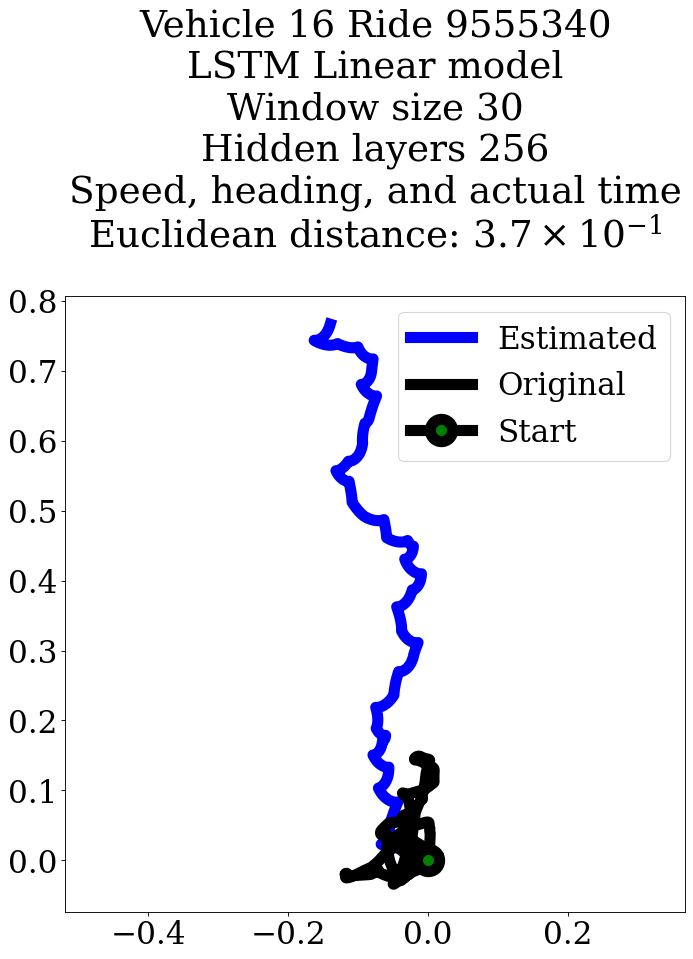 Vehicle 16 Ride 9555340
LSTM Linear model
Window size 30
Hidden layers 256
Speed, heading, and actual time
Euclidean distance: 3.7 × 10⁻¹
0.8
0.7
0.6
0.5
0.4
0.3
0.2
0.1
0.0
Estimated
Original
Start
−0.4 −0.2 0.0 0.2